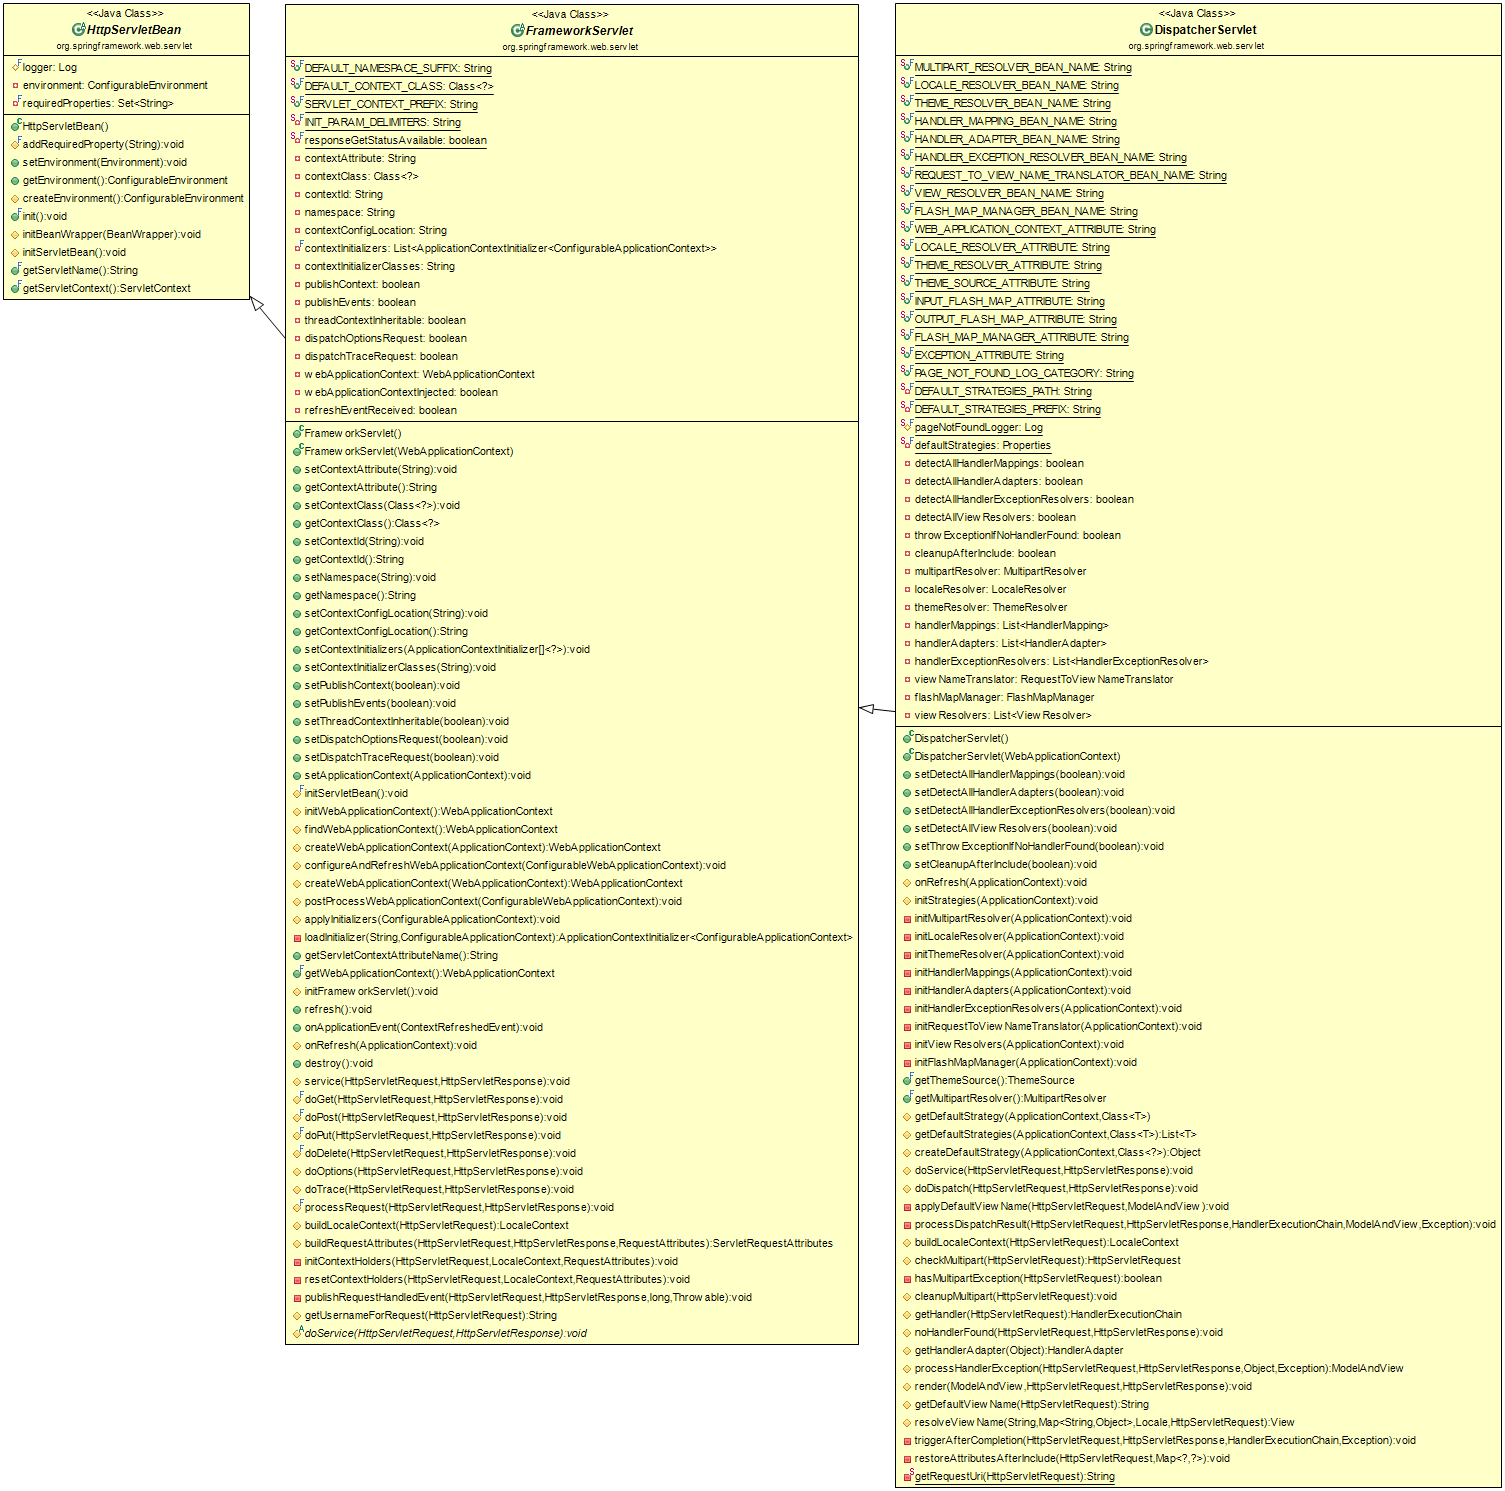 <<Java Class>>
HttpServletBean
org.springframework.web.servlet
logger: Log
environment: ConfigurableEnvironment
requiredProperties: Set<String>
HttpServletBean()
addRequiredProperty(String):void
setEnvironment(Environment):void
getEnvironment():ConfigurableEnvironment
createEnvironment():ConfigurableEnvironment
init():void
initBeanWrapper(BeanWrapper):void
initServletBean():void
getServletName():String
getServletContext():ServletContext
<<Java Class>>
FrameworkServlet
org.springframework.web.servlet
DEFAULT_NAMESPACE_SUFFIX: String
DEFAULT_CONTEXT_CLASS: Class<?>
SERVLET_CONTEXT_PREFIX: String
INIT_PARAM_DELIMITERS: String
responseGetStatusAvailable: boolean
contextAttribute: String
contextClass: Class<?>
contextId: String
namespace: String
contextConfigLocation: String
contextInitializers: List<ApplicationContextInitializer<ConfigurableApplicationContext>>
contextInitializerClasses: String
publishContext: boolean
publishEvents: boolean
threadContextInheritable: boolean
dispatchOptionsRequest: boolean
dispatchTraceRequest: boolean
webApplicationContext: WebApplicationContext
webApplicationContextInjected: boolean
refreshEventReceived: boolean
FrameworkServlet()
FrameworkServlet(WebApplicationContext)
setContextAttribute(String):void
getContextAttribute():String
setContextClass(Class<?>):void
getContextClass():Class<?>
setContextId(String):void
getContextId():String
setNamespace(String):void
getNamespace():String
setContextConfigLocation(String):void
getContextConfigLocation():String
setContextInitializers(ApplicationContextInitializer[]<?>):void
setContextInitializerClasses(String):void
setPublishContext(boolean):void
setPublishEvents(boolean):void
setThreadContextInheritable(boolean):void
setDispatchOptionsRequest(boolean):void
setDispatchTraceRequest(boolean):void
setApplicationContext(ApplicationContext):void
initServletBean():void
initWebApplicationContext():WebApplicationContext
findWebApplicationContext():WebApplicationContext
createWebApplicationContext(ApplicationContext):WebApplicationContext
configureAndRefreshWebApplicationContext(ConfigurableWebApplicationContext):void
createWebApplicationContext(WebApplicationContext):WebApplicationContext
postProcessWebApplicationContext(ConfigurableWebApplicationContext):void
applyInitializers(ConfigurableApplicationContext):void
loadInitializer(String,ConfigurableApplicationContext):ApplicationContextInitializer<ConfigurableApplicationContext>
getServletContextAttributeName():String
getWebApplicationContext():WebApplicationContext
initFrameworkServlet():void
refresh():void
onApplicationEvent(ContextRefreshedEvent):void
onRefresh(ApplicationContext):void
destroy():void
service(HttpServletRequest,HttpServletResponse):void
doGet(HttpServletRequest,HttpServletResponse):void
doPost(HttpServletRequest,HttpServletResponse):void
doPut(HttpServletRequest,HttpServletResponse):void
doDelete(HttpServletRequest,HttpServletResponse):void
doOptions(HttpServletRequest,HttpServletResponse):void
doTrace(HttpServletRequest,HttpServletResponse):void
processRequest(HttpServletRequest,HttpServletResponse):void
buildLocaleContext(HttpServletRequest):LocaleContext
buildRequestAttributes(HttpServletRequest,HttpServletResponse,RequestAttributes):ServletRequestAttributes
initContextHolders(HttpServletRequest,LocaleContext,RequestAttributes):void
resetContextHolders(HttpServletRequest,LocaleContext,RequestAttributes):void
publishRequestHandledEvent(HttpServletRequest,HttpServletResponse,long,Throwable):void
getUsernameForRequest(HttpServletRequest):String
doService(HttpServletRequest,HttpServletResponse):void
<<Java Class>>
DispatcherServlet
org.springframework.web.servlet
MULTIPART_RESOLVER_BEAN_NAME: String
LOCALE_RESOLVER_BEAN_NAME: String
THEME_RESOLVER_BEAN_NAME: String
HANDLER_MAPPING_BEAN_NAME: String
HANDLER_ADAPTER_BEAN_NAME: String
HANDLER_EXCEPTION_RESOLVER_BEAN_NAME: String
REQUEST_TO_VIEW_NAME_TRANSLATOR_BEAN_NAME: String
VIEW_RESOLVER_BEAN_NAME: String
FLASH_MAP_MANAGER_BEAN_NAME: String
WEB_APPLICATION_CONTEXT_ATTRIBUTE: String
LOCALE_RESOLVER_ATTRIBUTE: String
THEME_RESOLVER_ATTRIBUTE: String
THEME_SOURCE_ATTRIBUTE: String
INPUT_FLASH_MAP_ATTRIBUTE: String
OUTPUT_FLASH_MAP_ATTRIBUTE: String
FLASH_MAP_MANAGER_ATTRIBUTE: String
EXCEPTION_ATTRIBUTE: String
PAGE_NOT_FOUND_LOG_CATEGORY: String
DEFAULT_STRATEGIES_PATH: String
DEFAULT_STRATEGIES_PREFIX: String
pageNotFoundLogger: Log
defaultStrategies: Properties
detectAllHandlerMappings: boolean
detectAllHandlerAdapters: boolean
detectAllHandlerExceptionResolvers: boolean
detectAllViewResolvers: boolean
throwExceptionIfNoHandlerFound: boolean
cleanupAfterInclude: boolean
multipartResolver: MultipartResolver
localeResolver: LocaleResolver
themeResolver: ThemeResolver
handlerMappings: List<HandlerMapping>
handlerAdapters: List<HandlerAdapter>
handlerExceptionResolvers: List<HandlerExceptionResolver>
viewNameTranslator: RequestToViewNameTranslator
flashMapManager: FlashMapManager
viewResolvers: List<ViewResolver>
DispatcherServlet()
DispatcherServlet(WebApplicationContext)
setDetectAllHandlerMappings(boolean):void
setDetectAllHandlerAdapters(boolean):void
setDetectAllHandlerExceptionResolvers(boolean):void
setDetectAllViewResolvers(boolean):void
setThrowExceptionIfNoHandlerFound(boolean):void
setCleanupAfterInclude(boolean):void
onRefresh(ApplicationContext):void
initStrategies(ApplicationContext):void
initMultipartResolver(ApplicationContext):void
initLocaleResolver(ApplicationContext):void
initThemeResolver(ApplicationContext):void
initHandlerMappings(ApplicationContext):void
initHandlerAdapters(ApplicationContext):void
initHandlerExceptionResolvers(ApplicationContext):void
initRequestToViewNameTranslator(ApplicationContext):void
initViewResolvers(ApplicationContext):void
initFlashMapManager(ApplicationContext):void
getThemeSource():ThemeSource
getMultipartResolver():MultipartResolver
getDefaultStrategy(ApplicationContext,Class<T>)
getDefaultStrategies(ApplicationContext,Class<T>):List<T>
createDefaultStrategy(ApplicationContext,Class<?>):Object
doService(HttpServletRequest,HttpServletResponse):void
doDispatch(HttpServletRequest,HttpServletResponse):void
applyDefaultViewName(HttpServletRequest,ModelAndView):void
processDispatchResult(HttpServletRequest,HttpServletResponse,HandlerExecutionChain,ModelAndView,Exception):void
buildLocaleContext(HttpServletRequest):LocaleContext
checkMultipart(HttpServletRequest):HttpServletRequest
hasMultipartException(HttpServletRequest):boolean
cleanupMultipart(HttpServletRequest):void
getHandler(HttpServletRequest):HandlerExecutionChain
noHandlerFound(HttpServletRequest,HttpServletResponse):void
getHandlerAdapter(Object):HandlerAdapter
processHandlerException(HttpServletRequest,HttpServletResponse,Object,Exception):ModelAndView
render(ModelAndView,HttpServletRequest,HttpServletResponse):void
getDefaultViewName(HttpServletRequest):String
resolveViewName(String,Map<String,Object>,Locale,HttpServletRequest):View
triggerAfterCompletion(HttpServletRequest,HttpServletResponse,HandlerExecutionChain,Exception):void
restoreAttributesAfterInclude(HttpServletRequest,Map<?,?>):void
getRequestUri(HttpServletRequest):String